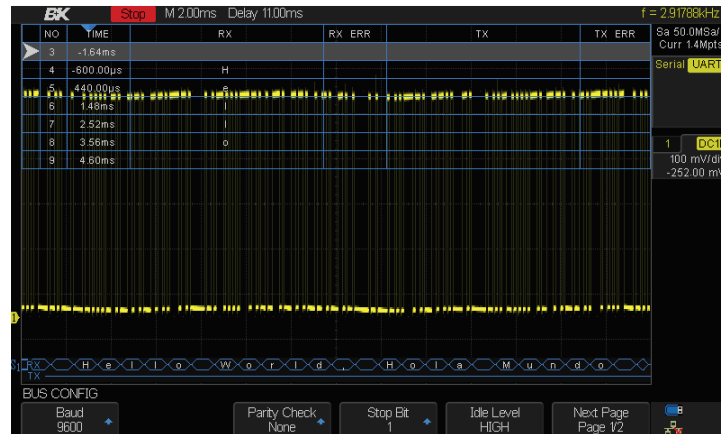 BK Stop M 2.00ms Delay 11.00ms f = 2.91788kHz
NO TIME RX RX ERR TX TX ERR
Sa 50.0MSa/
Curr 1.4Mpts
3 -1.64ms
4 -600.00µs H
Serial UART
5 440.00µs e
6 1.48ms l
7 2.52ms l
8 3.56ms o
9 4.60ms
1 DC1
100 mV/di
-252.00 mV
1
S1 RX H e l l o W o r l d , H o l a M u n d o
TX
BUS CONFIG
Baud Parity Check Stop Bit Idle Level Next Page
9600 None 1 HIGH Page 1/2